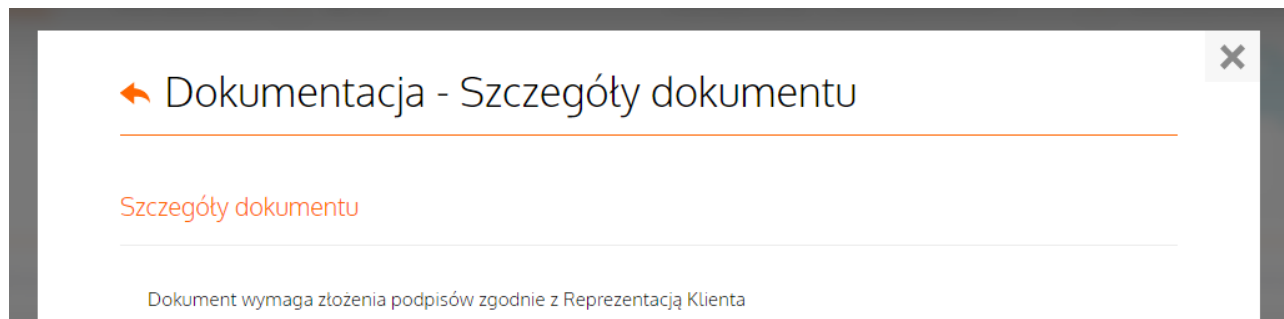 Dokumentacja - Szczegóły dokumentu
Szczegóły dokumentu
Dokument wymaga złożenia podpisów zgodnie z Reprezentacją Klienta